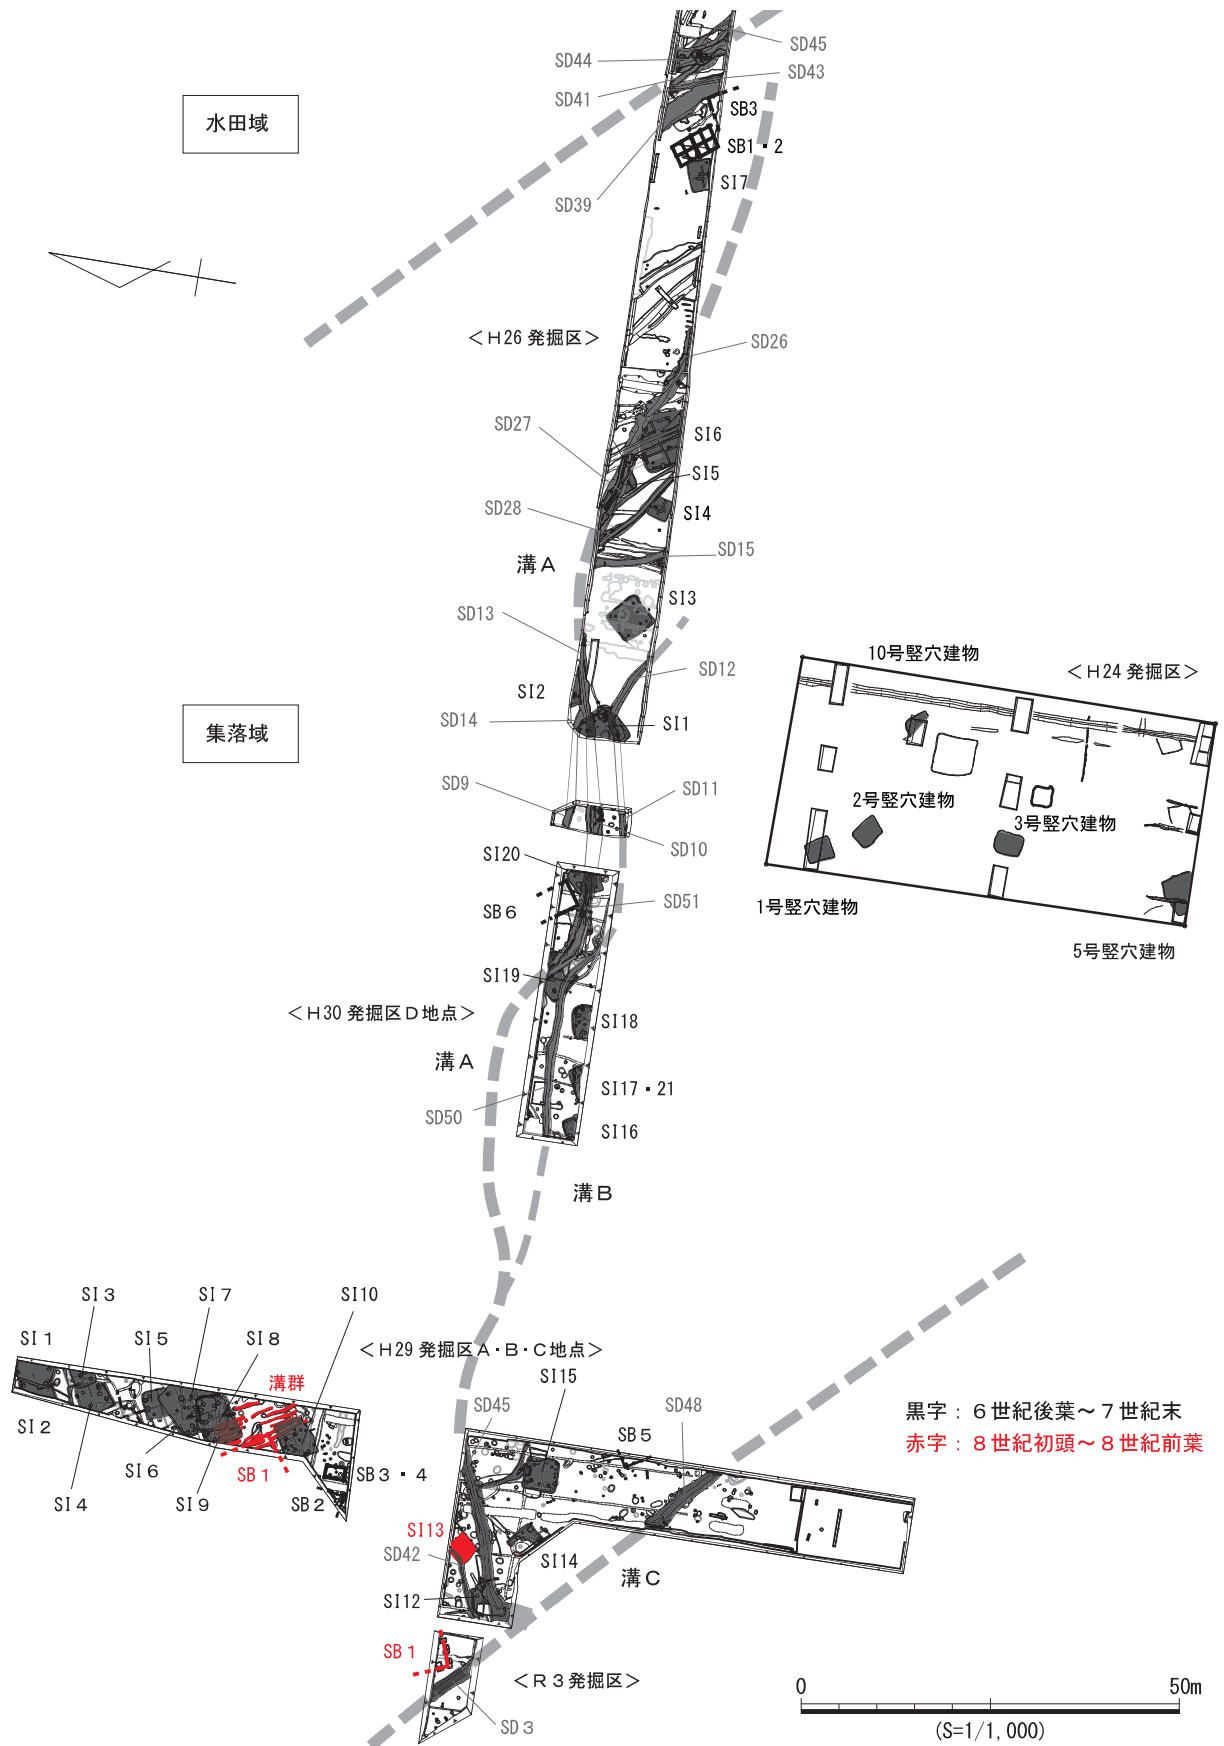 SD45
SD44
SD43
SD41
SB3
水田域
SB1・2
SI7
SD39
＜H26 発掘区＞
SD26
SD27
SI6
SI5
SD28
SI4
SD15
溝A
SI3
SD13
10号竪穴建物
＜H24 発掘区＞
SD12
SI2
SD14
SI1
集落域
SD9
SD11
2号竪穴建物
3号竪穴建物
SD10
SI20
SD51
SB6
1号竪穴建物
5号竪穴建物
SI19
＜H30 発掘区D地点＞
SI18
溝A
SI17・21
SD50
SI16
溝B
SI3
SI7
SI10
SI1
SI5
SI8
＜H29 発掘区A・B・C地点＞
SI15
溝群
SD45
SD48
SI2
SB5
黒字：6世紀後葉～7世紀末
赤字：8世紀初頭～8世紀前葉
SI6
SB1
SB3・4
SI4
SI9
SB2
SI13
SD42
SI14
溝C
SI12
SB1
＜R3発掘区＞
SD3
0
50m
(S=1/1,000)